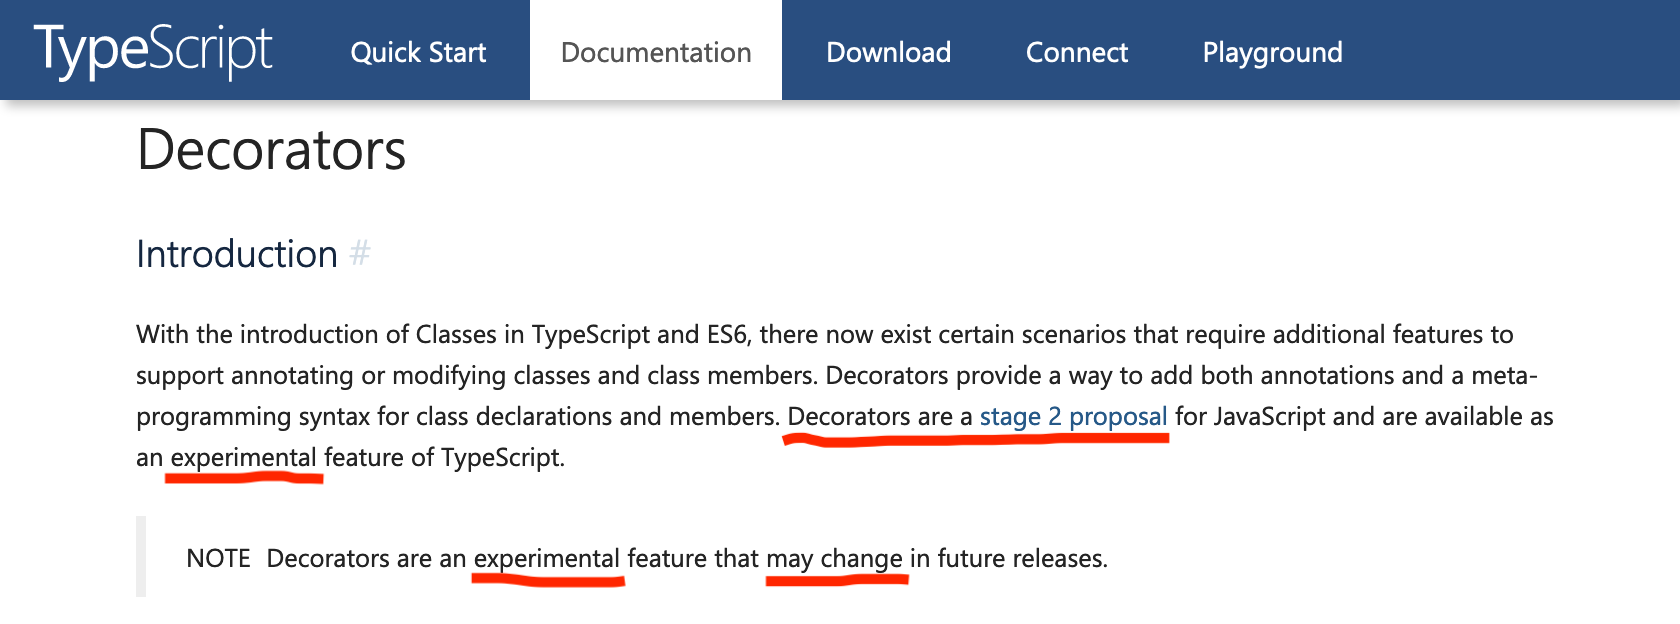 TypeScript Quick Start Documentation Download Connect Playground
Decorators
Introduction #
With the introduction of Classes in TypeScript and ES6, there now exist certain scenarios that require additional features to
support annotating or modifying classes and class members. Decorators provide a way to add both annotations and a meta-
programming syntax for class declarations and members. Decorators are a stage 2 proposal for JavaScript and are available as
an experimental feature of TypeScript.
NOTE Decorators are an experimental feature that may change in future releases.